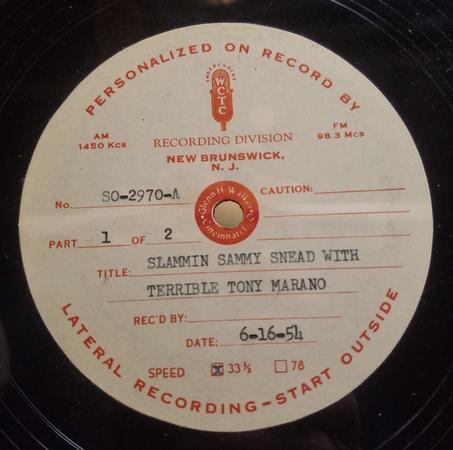 PERSONALIZED ON RECORD BY
INDEPENDENT
WCTC
AM
1450 Kcs
RECORDING DIVISION
FM
98.3 Mcs
NEW BRUNSWICK,
N. J.
No. SO-2970-A
CAUTION:
Glenn H. Walker Co
Cincinnati
PART 1 OF 2
TITLE: SLAMMIN SAMMY SNEAD WITH
TERRIBLE TONY MARANO
REC'D BY:
DATE: 6-16-54
SPEED x 33⅓ 78
LATERAL RECORDING-START OUTSIDE